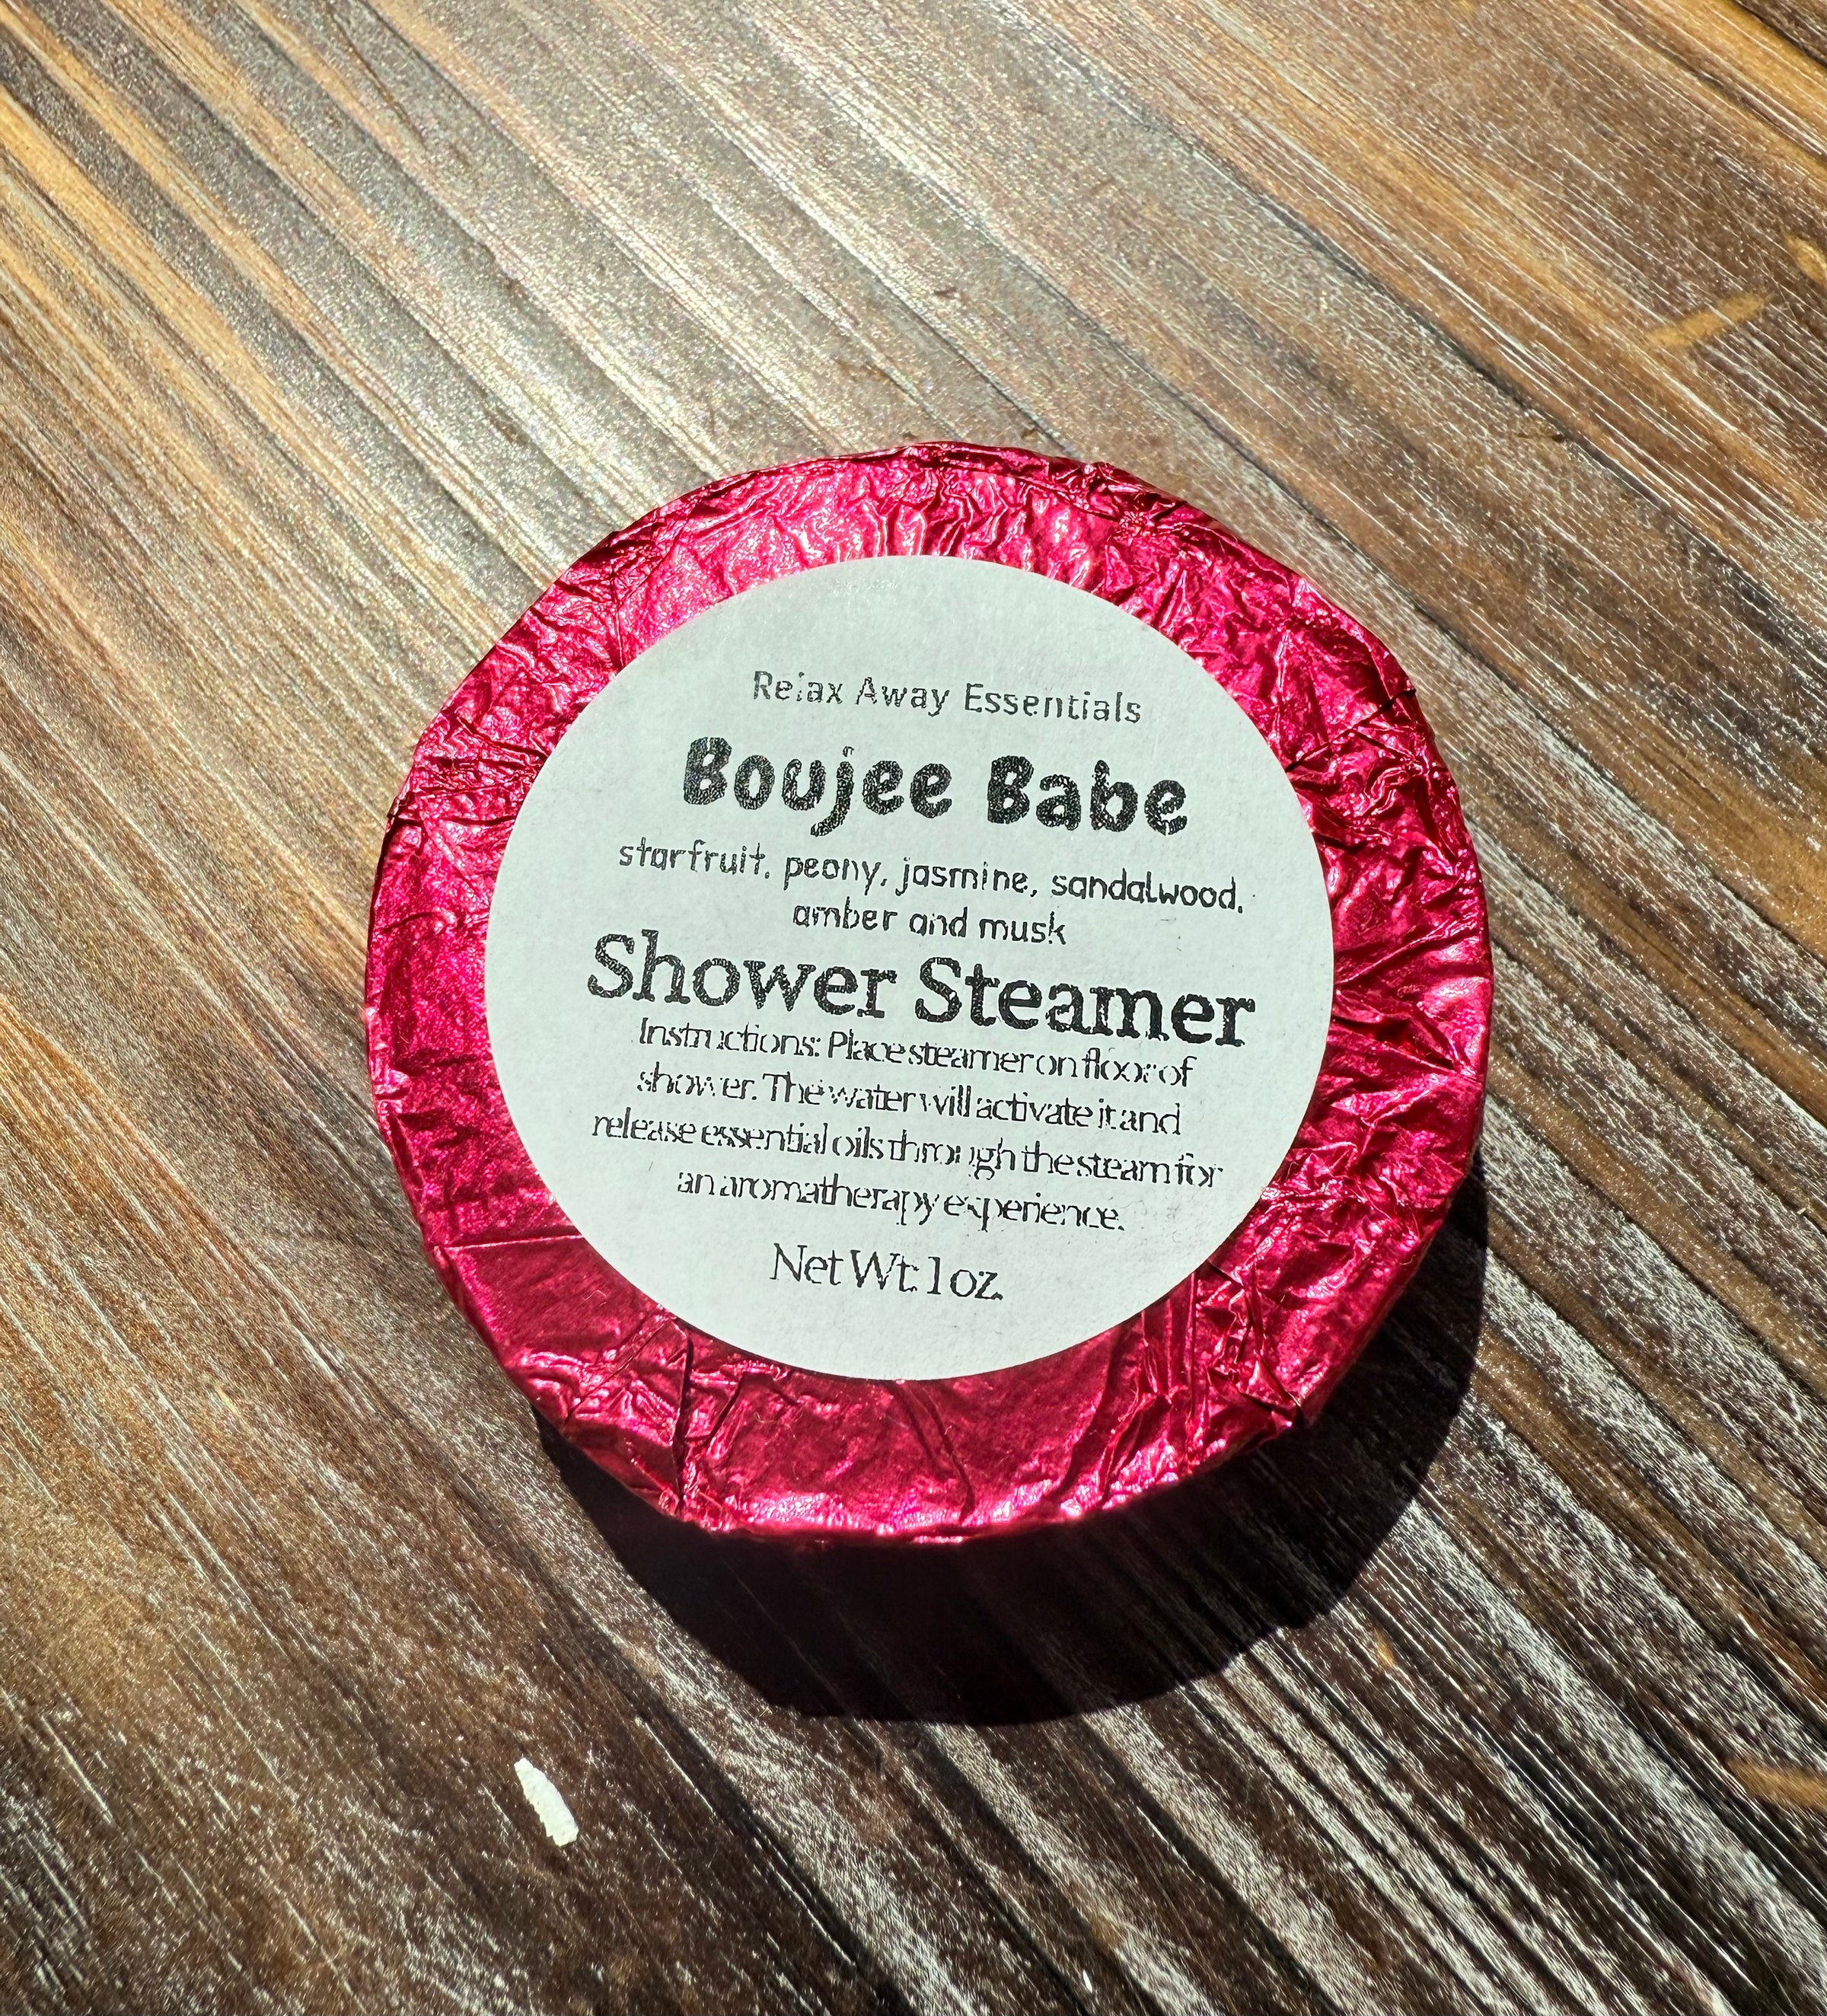 Relax Away Essentials
Boujee Babe
starfruit, peony, jasmine, sandalwood,
amber and musk
Shower Steamer
Instructions: Place steamer on floor of
shower. The water will activate it and
release essential oils through the steam for
an aromatherapy experience.
Net Wt: 1 oz.